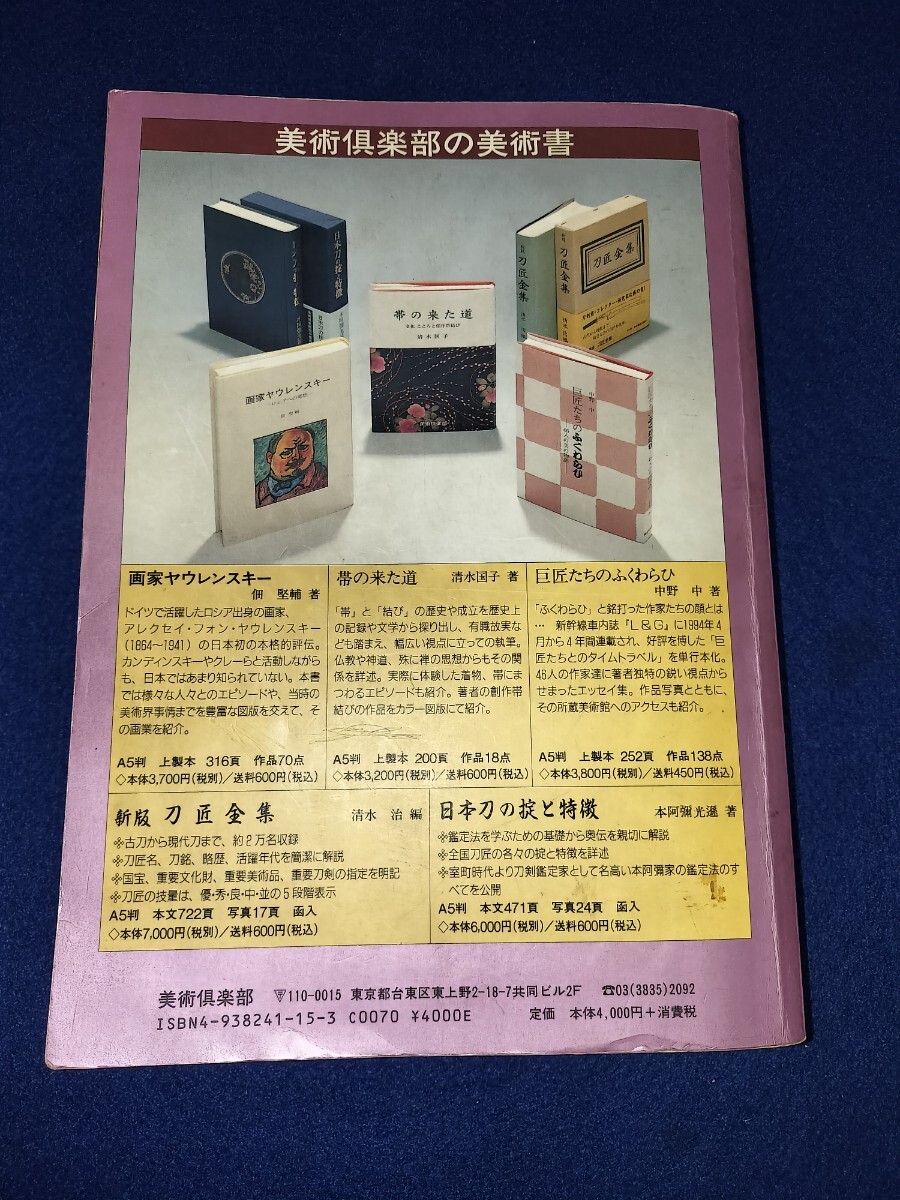 美術倶楽部の美術書
刀匠金集
刀匠金集
刀匠金集
帯の来た道
清水国子
画家ヤウレンスキー
巨匠たちのふくわらひ
中野 中
画家ヤウレンスキー
佃 堅輔 著
ドイツで活躍したロシア出身の画家、
アレクセイ・フォン・ヤウレンスキー
(1864〜1941) の日本初の本格的評伝。
カンディンスキーやクレーらと活動しながら
も、日本ではあまり知られていない。本書
では様々な人々とのエピソードや、当時の
美術界事情までを豊富な図版を交えて、そ
の画業を紹介。
A5判 上製本 316頁 作品70点
◇本体3,700円(税別)/送料600円(税込)
帯の来た道 清水国子 著
「帯」と「結び」の歴史や成立を歴史上
の記録や文学から探り出し、有職故実な
ども踏まえ、幅広い視点に立っての執筆。
仏教や神道、殊に禅の思想からもその関
係を詳述。実際に体験した着物、帯にま
つわるエピソードも紹介。著者の創作帯
結びの作品をカラー図版にて紹介。
A5判 上製本 200頁 作品18点
◇本体3,200円(税別)/送料600円(税込)
巨匠たちのふくわらひ
中野 中 著
「ふくわらひ」と銘打った作家たちの顔とは
… 新幹線車内誌『L&G』に1994年4
月から4年間連載され、好評を博した「巨
匠たちとのタイムトラベル」を単行本化。
46人の作家達に著者独特の鋭い視点から
せまったエッセイ集。作品写真とともに、
その所蔵美術館へのアクセスも紹介。
A5判 上製本 252頁 作品138点
◇本体3,800円(税別)/送料450円(税込)
新版 刀匠全集 清水 治 編
※古刀から現代刀まで、約2万名収録
※刀匠名、刀銘、略歴、活躍年代を簡潔に解説
※国宝、重要文化財、重要美術品、重要刀剣の指定を明記
※刀匠の技量は、優・秀・良・中・並の5段階表示
A5判 本文722頁 写真17頁 函入
◇本体7,000円(税別)/送料600円(税込)
日本刀の掟と特徴 本阿彌光遜 著
※鑑定法を学ぶための基礎から奥伝を親切に解説
※全国刀匠の各々の掟と特徴を詳述
※室町時代より刀剣鑑定家として名高い本阿彌家の鑑定法のす
べてを公開
A5判 本文471頁 写真24頁 函入
◇本体6,000円(税別)/送料600円(税込)
美術倶楽部 〒110-0015 東京都台東区東上野2-18-7共同ビル2F ☎03(3835)2092
ISBN4-938241-15-3 C0070 ¥4000E 定価 本体4,000円+消費税